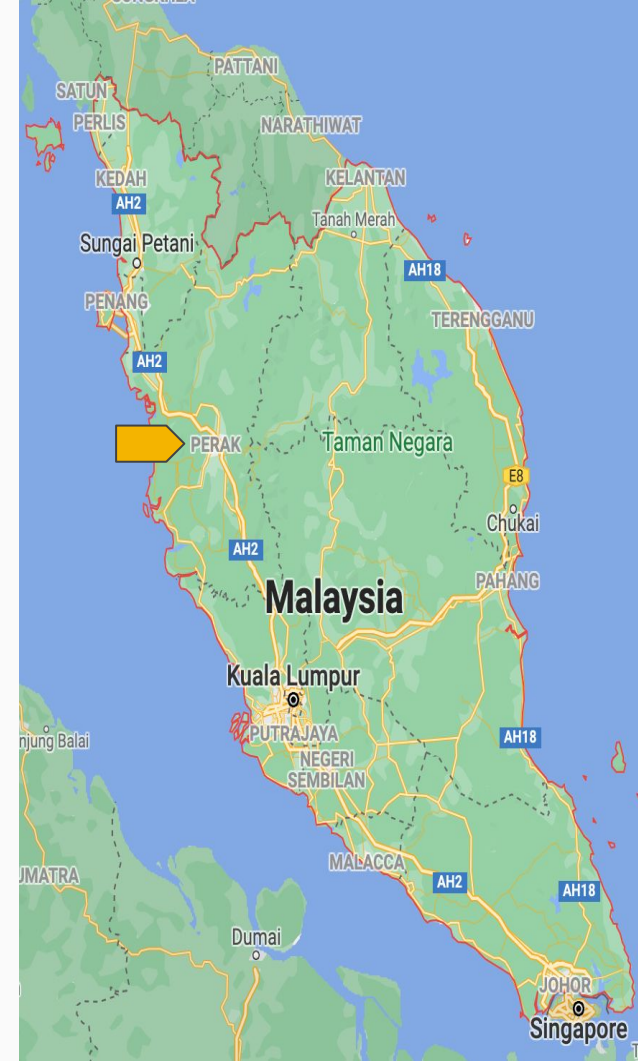 PATTANI
SATUN
PERLIS
NARATHIWAT
KEDAH
KELANTAN
AH2
Tanah Merah
Sungai Petani
AH18
PENANG
TERENGGANU
AH2
PERAK
Taman Negara
E8
Chukai
AH2
PAHANG
Malaysia
Kuala Lumpur
PUTRAJAYA
AH18
njung Balai
NEGERI
SEMBILAN
MALACCA
UMATRA
AH2
AH18
Dumai
JOHOR
Singapore